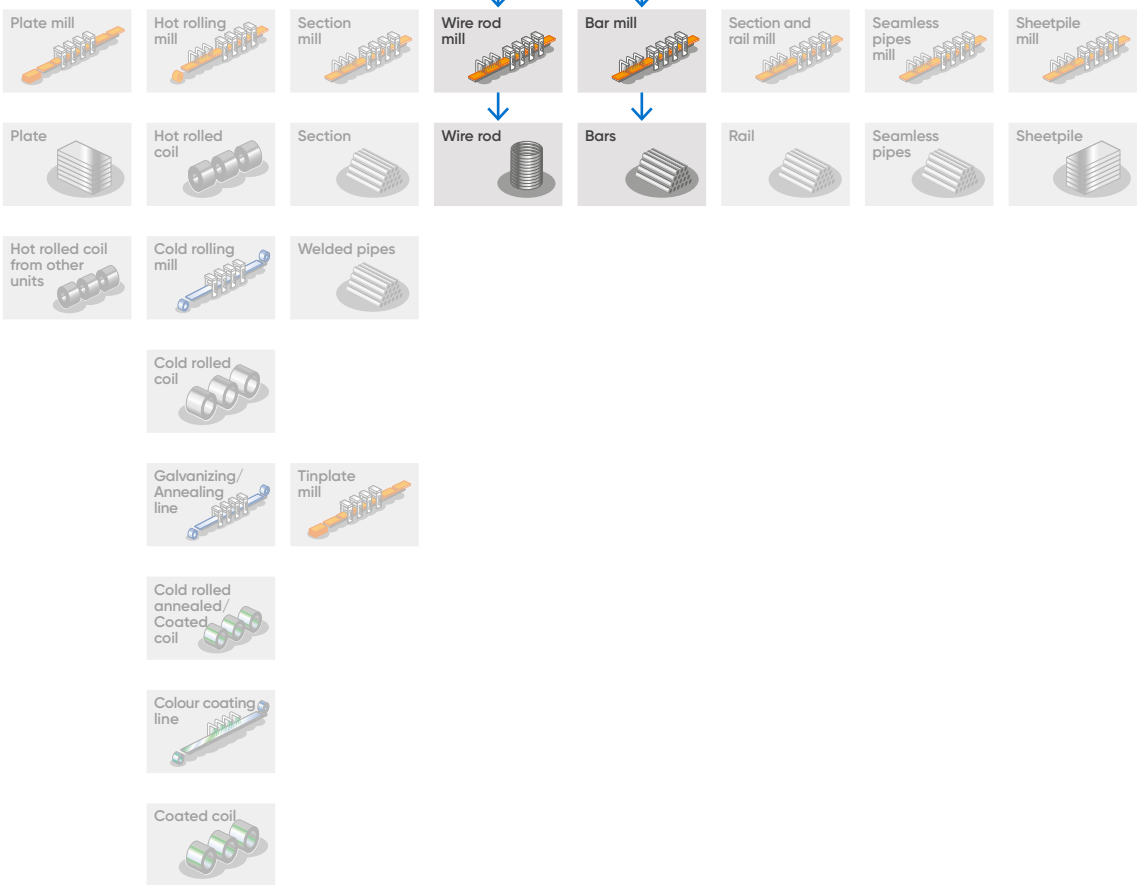 Plate mill
Hot rolling
mill
Section
mill
Wire rod
mill
Bar mill
Section and
rail mill
Seamless
pipes
mill
Sheetpile
mill
Plate
Hot rolled
coil
Section
Wire rod
Bars
Rail
Seamless
pipes
Sheetpile
Hot rolled coil
from other
units
Cold rolling
mill
Welded pipes
Cold rolled
coil
Galvanizing/
Annealing
line
Tinplate
mill
Cold rolled
annealed/
Coated
coil
Colour coating
line
Coated coil